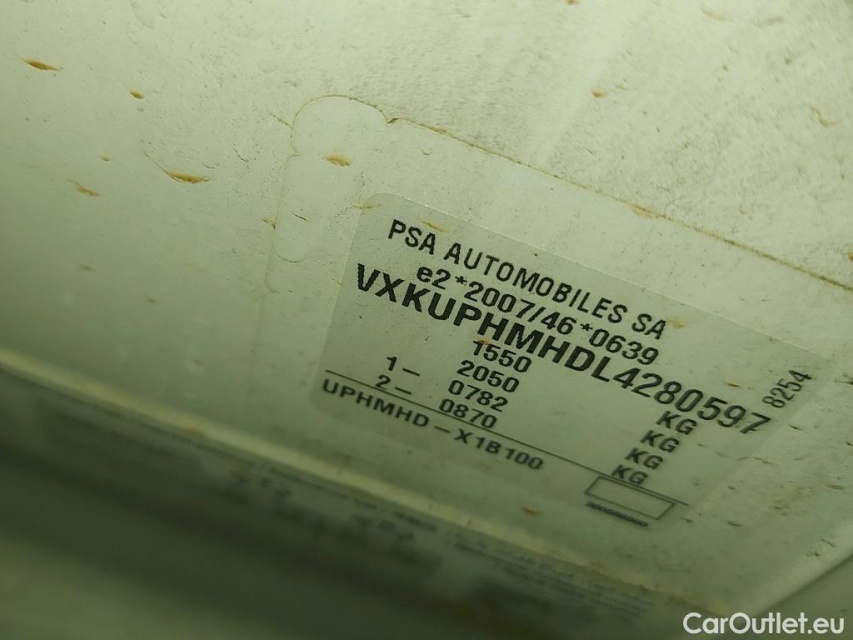 PSA AUTOMOBILES SA
e2*2007/46*0639
VXKUPHMHDL4280597
1550 KG
2050 KG
1– 0782 KG
2– 0870 KG
UPHMHD–X1B100
8254
CarOutlet.eu